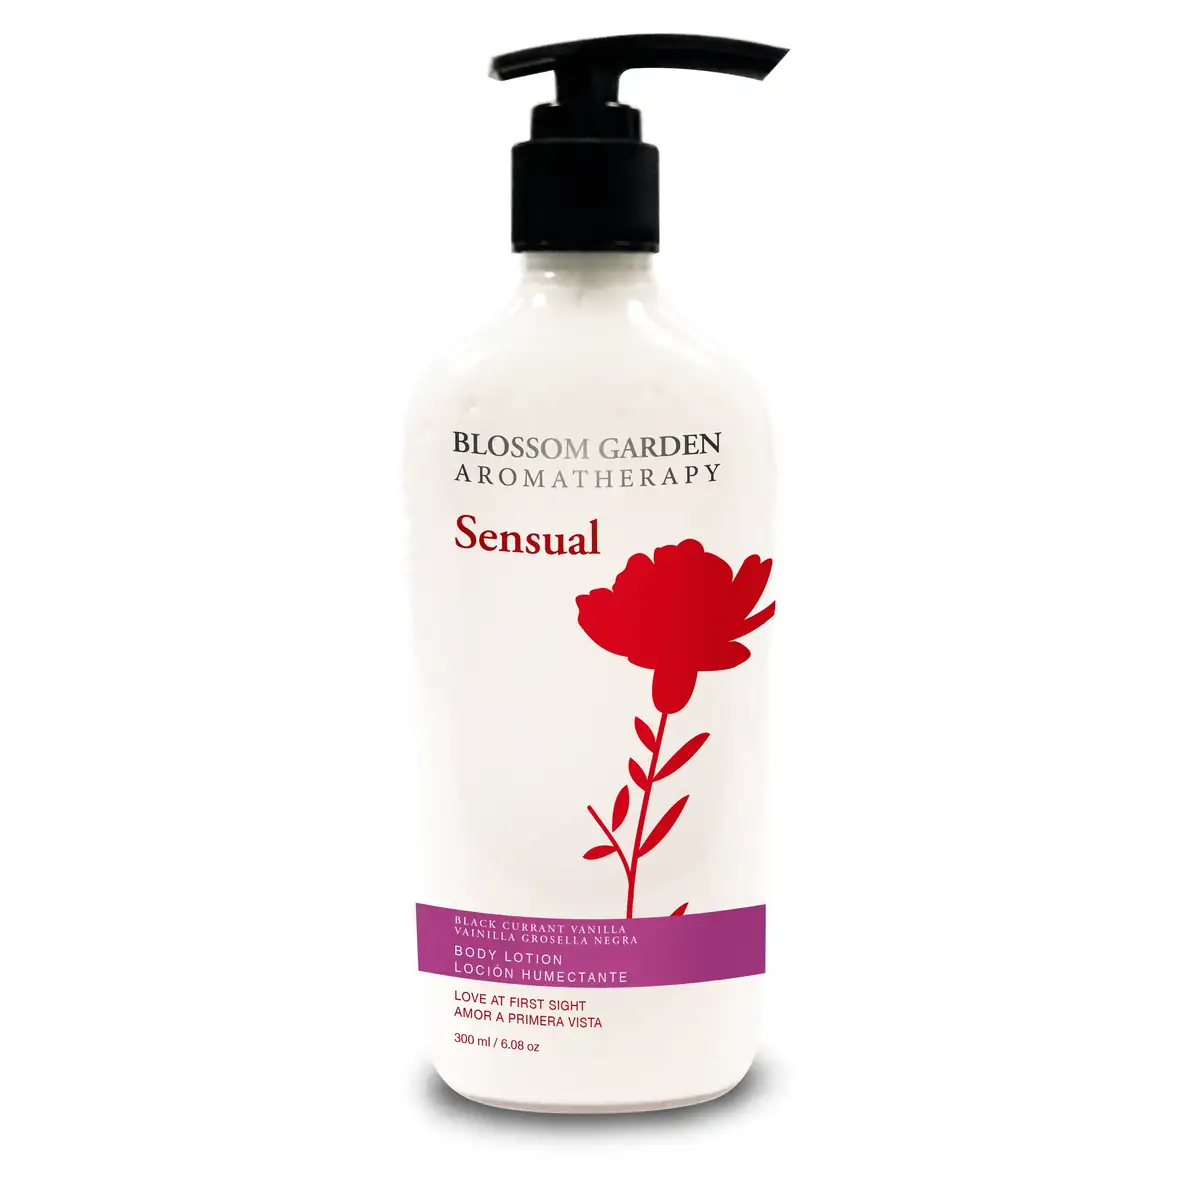 BLOSSOM GARDEN
AROMATHERAPY
Sensual
BLACK CURRANT VANILLA
VAINILLA GROSELLA NEGRA
BODY LOTION
LOCIÓN HUMECTANTE
LOVE AT FIRST SIGHT
AMOR A PRIMERA VISTA
300 ml / 6.08 oz